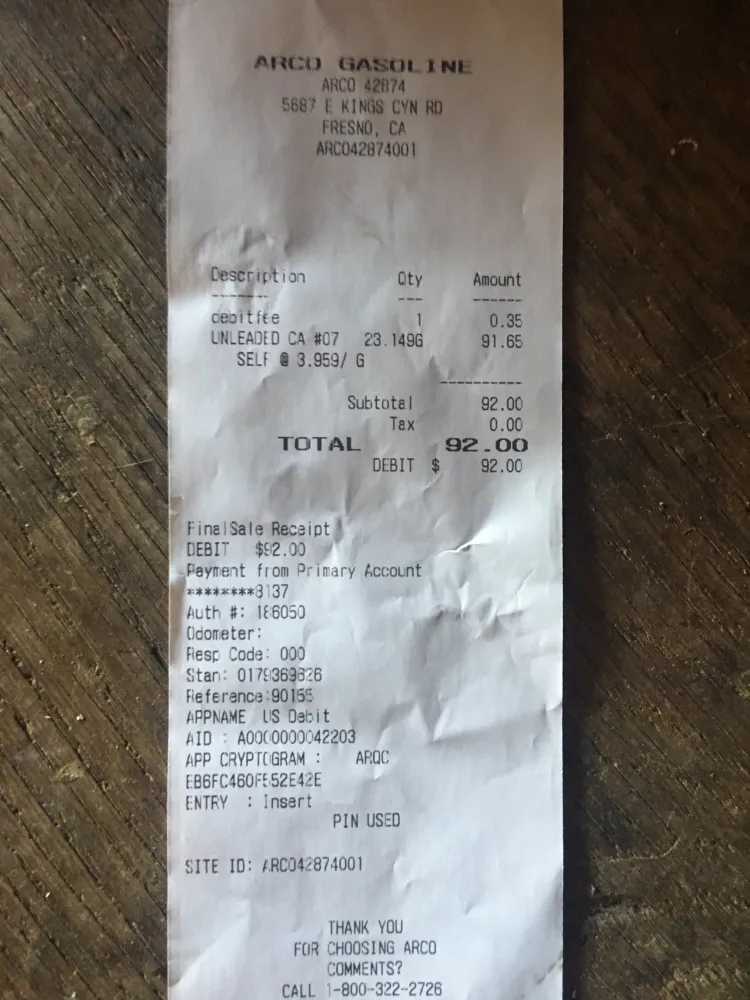 ARCO GASOLINE
ARCO 42874
5687 E KINGS CYN RD
FRESNO, CA
ARCO42874001
Description Qty Amount
------- --- ------
debitfee 1 0.35
UNLEADED CA #07 23.149G 91.65
SELF @ 3.959/ G
----------
Subtotal 92.00
Tax 0.00
TOTAL 92.00
DEBIT $ 92.00
FinalSale Receipt
DEBIT $92.00
Payment from Primary Account
********3137
Auth #: 186050
Odometer:
Resp Code: 000
Stan: 0179369826
Reference:90155
APPNAME US Debit
AID : A0000000042203
APP CRYPTOGRAM : ARQC
EB6FC460F552E42E
ENTRY : Insert
PIN USED
SITE ID: ARCO42874001
THANK YOU
FOR CHOOSING ARCO
COMMENTS?
CALL 1-800-322-2726